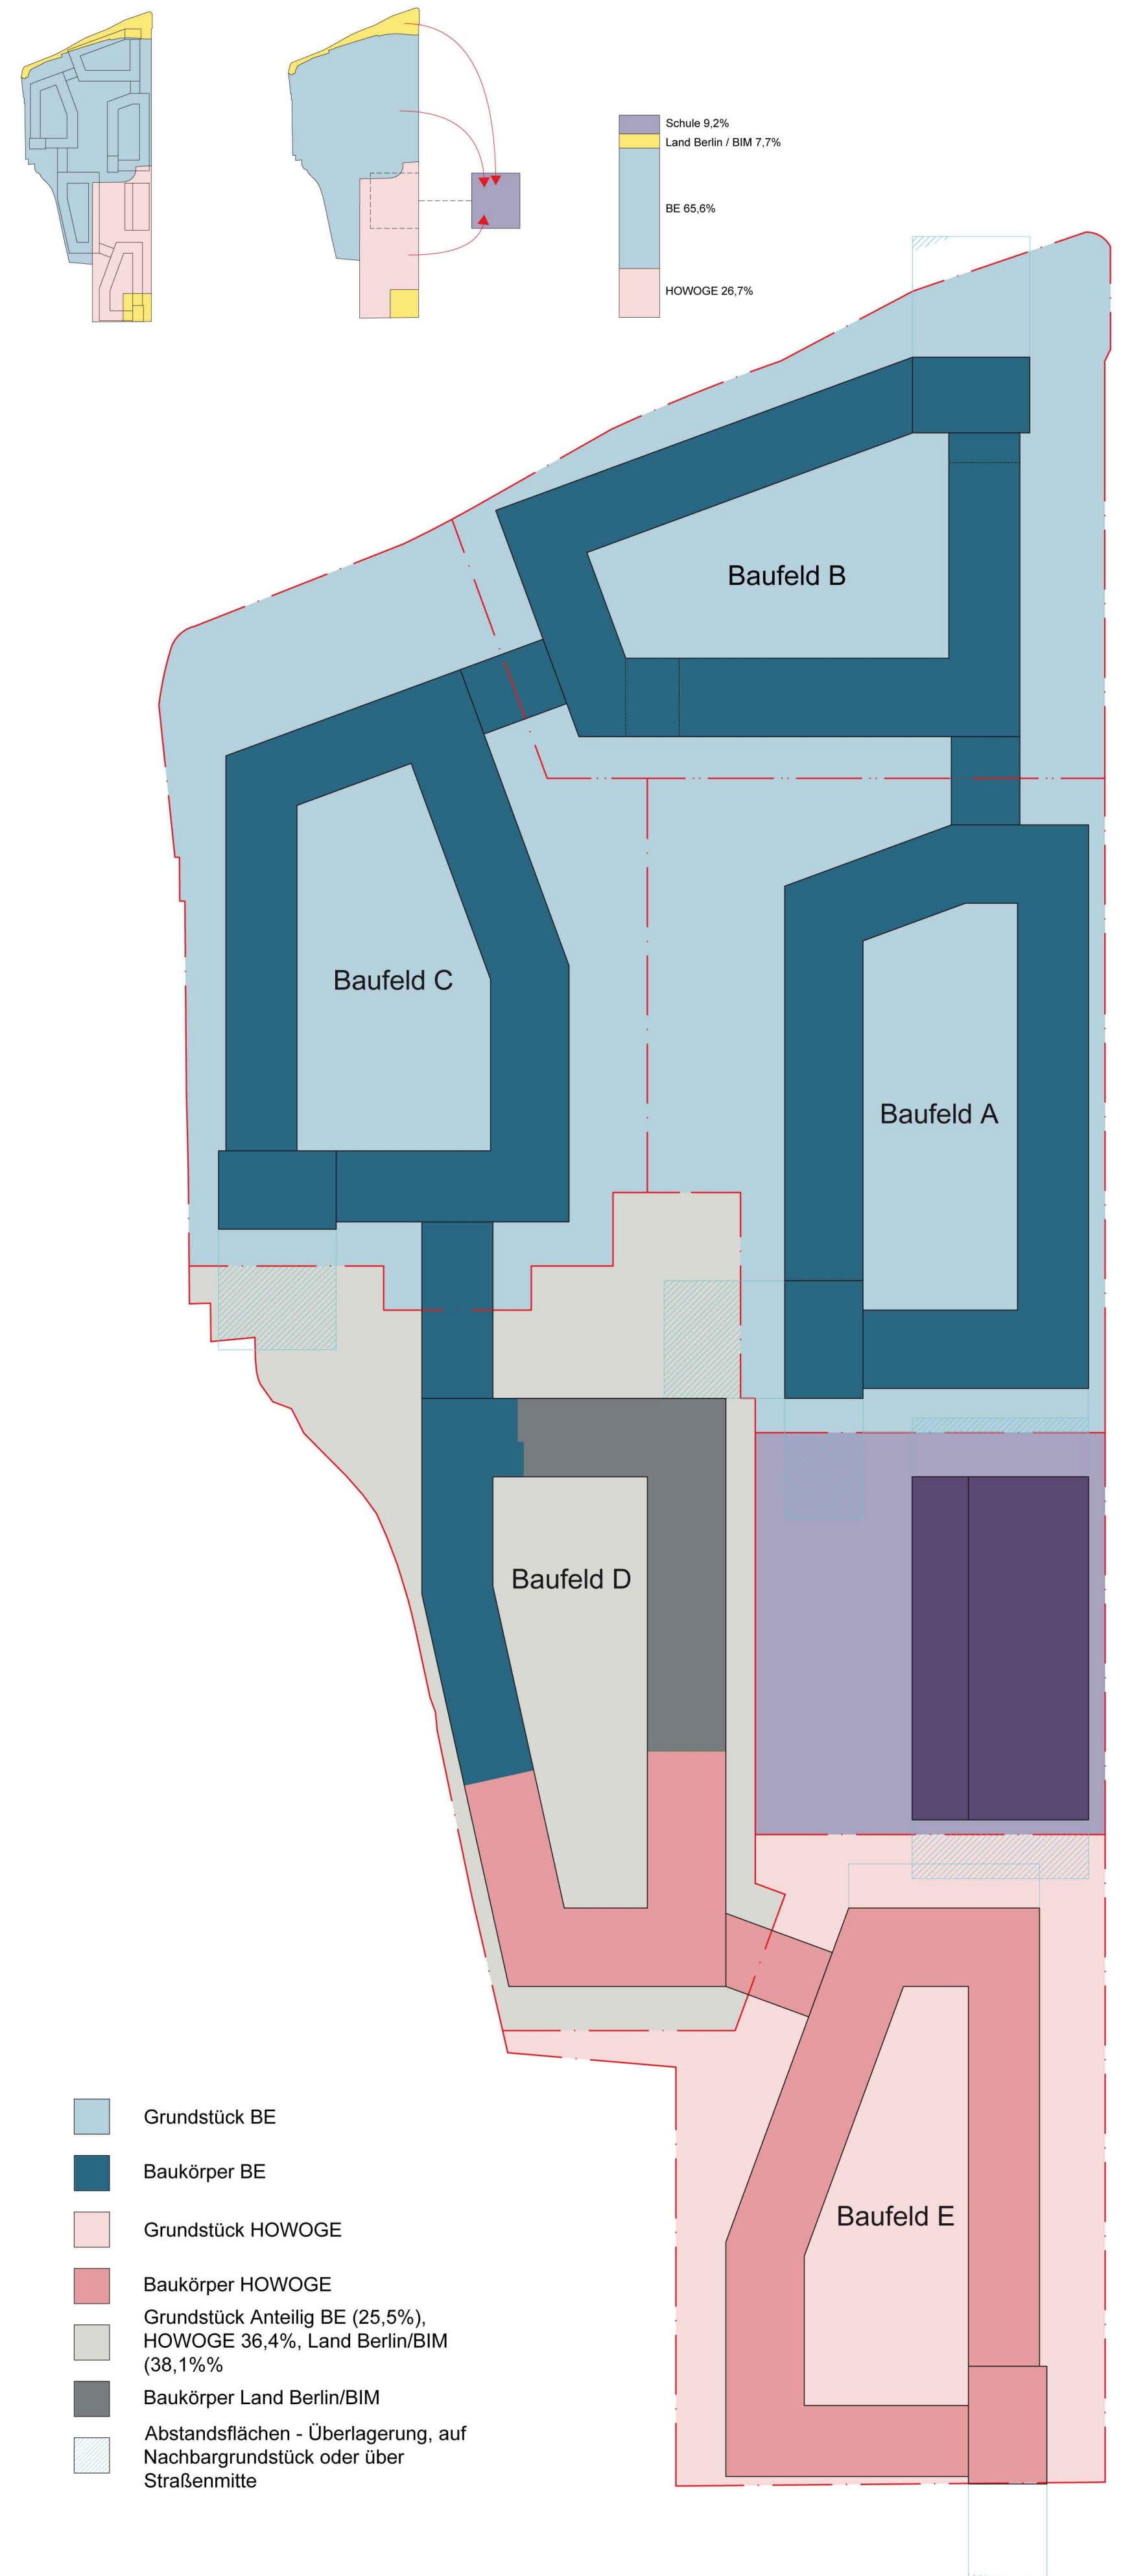 Schule 9,2%
Land Berlin / BIM 7,7%
BE 65,6%
HOWOGE 26,7%
Baufeld B
Baufeld C
Baufeld A
Baufeld D
Baufeld E
Grundstück BE
Baukörper BE
Grundstück HOWOGE
Baukörper HOWOGE
Grundstück Anteilig BE (25,5%),
HOWOGE 36,4%, Land Berlin/BIM
(38,1%%
Baukörper Land Berlin/BIM
Abstandsflächen - Überlagerung, auf
Nachbargrundstück oder über
Straßenmitte